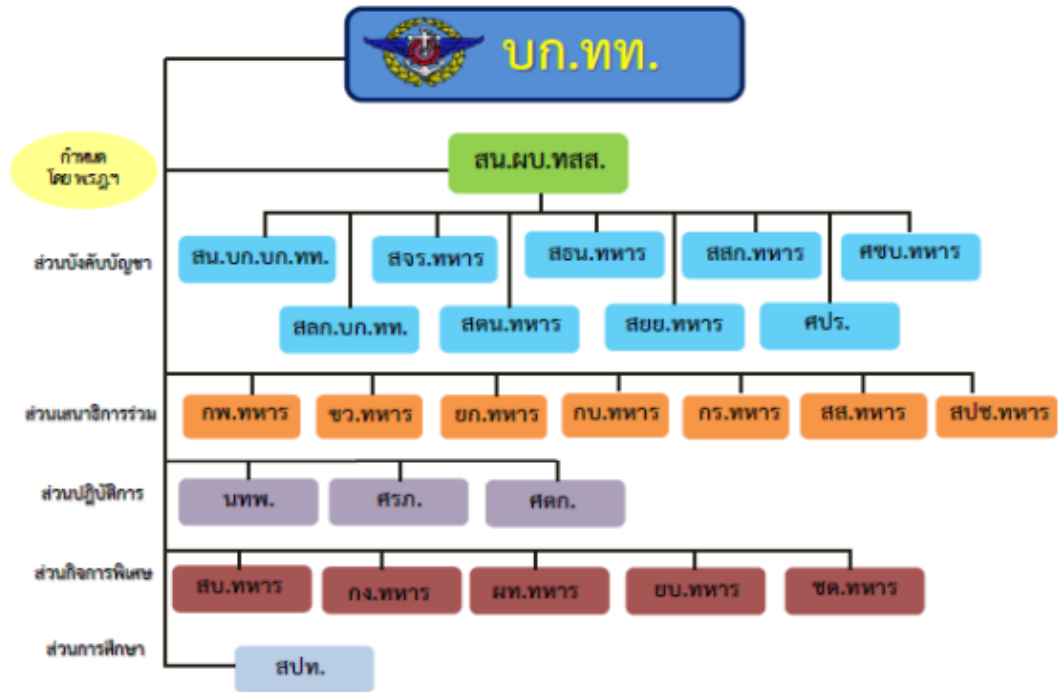 บก.ทท.
กำหนด
โดย พ.ร.ฎ.ฯ
สน.ผบ.ทสส.
ส่วนบังคับบัญชา
สน.บก.บก.ทท.
สจร.ทหาร
สธน.ทหาร
สสก.ทหาร
ศซบ.ทหาร
สลก.บก.ทท.
สตน.ทหาร
สยย.ทหาร
ศปร.
ส่วนเสนาธิการร่วม
กพ.ทหาร
ขว.ทหาร
ยก.ทหาร
กบ.ทหาร
กร.ทหาร
สส.ทหาร
สปช.ทหาร
ส่วนปฏิบัติการ
นทพ.
ศรภ.
ศตก.
ส่วนกิจการพิเศษ
สบ.ทหาร
กง.ทหาร
ผท.ทหาร
ยบ.ทหาร
ชด.ทหาร
ส่วนการศึกษา
สปท.